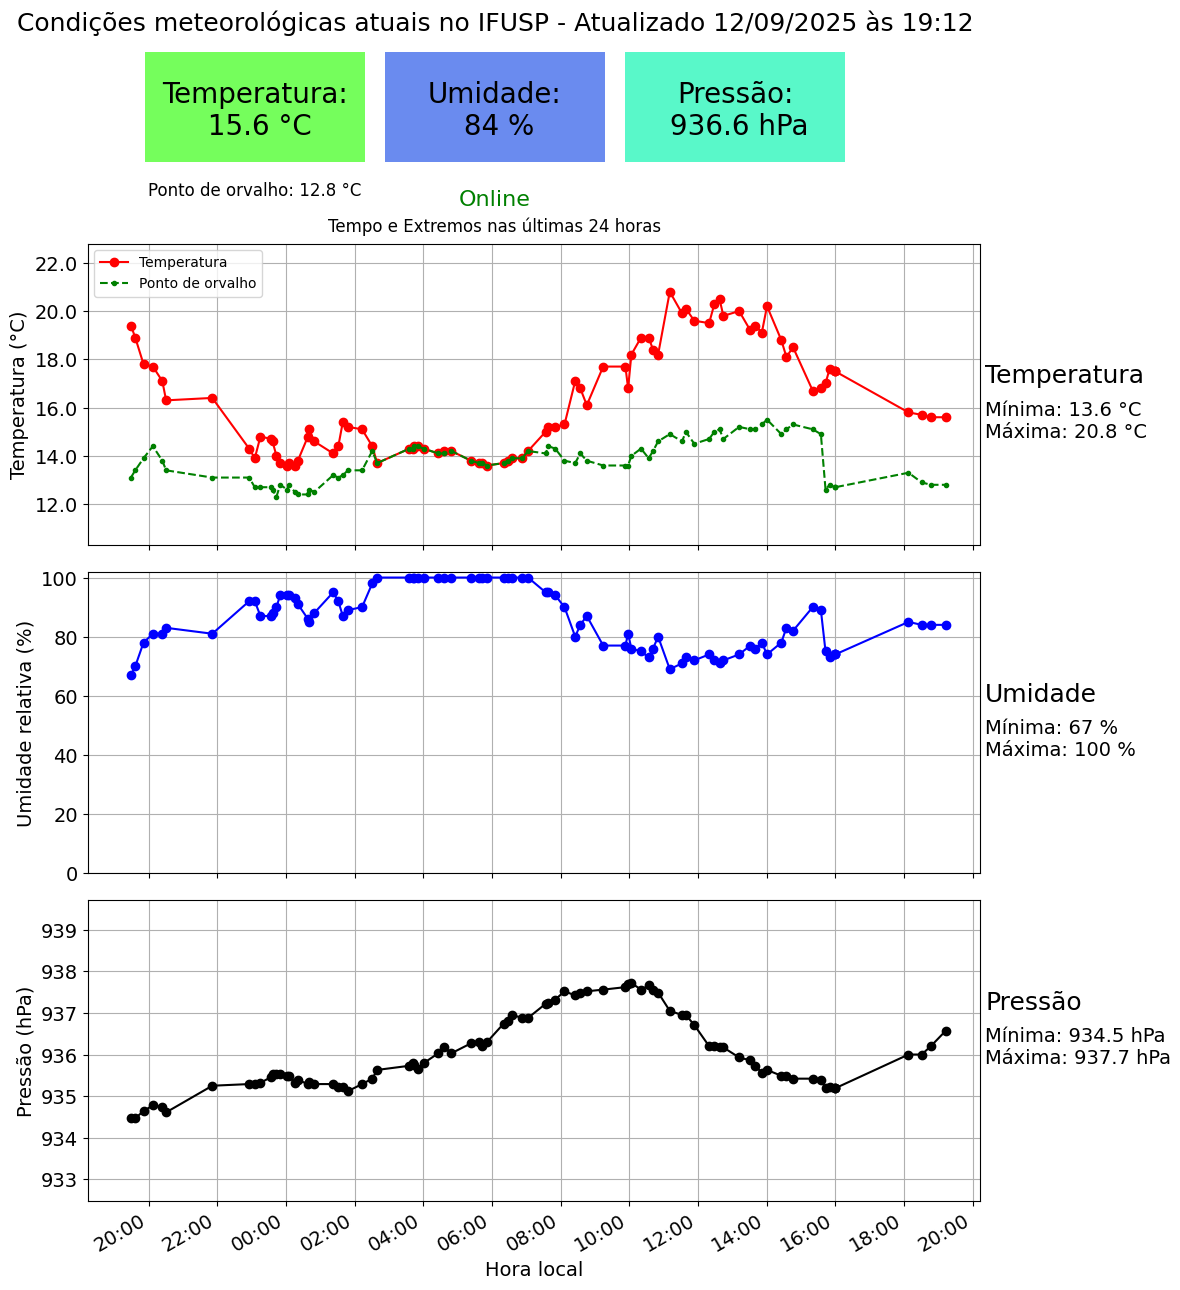 Condições meteorológicas atuais no IFUSP - Atualizado 12/09/2025 às 19:12
Temperatura:
15.6 °C
Umidade:
84 %
Pressão:
936.6 hPa
Ponto de orvalho: 12.8 °C
Online
Tempo e Extremos nas últimas 24 horas
Temperatura
Ponto de orvalho
Temperatura (°C)
22.0
20.0
18.0
16.0
14.0
12.0
Temperatura
Mínima: 13.6 °C
Máxima: 20.8 °C
Umidade relativa (%)
100
80
60
40
20
0
Umidade
Mínima: 67 %
Máxima: 100 %
Pressão (hPa)
939
938
937
936
935
934
933
Pressão
Mínima: 934.5 hPa
Máxima: 937.7 hPa
20:00
22:00
00:00
02:00
04:00
06:00
08:00
10:00
12:00
14:00
16:00
18:00
20:00
Hora local